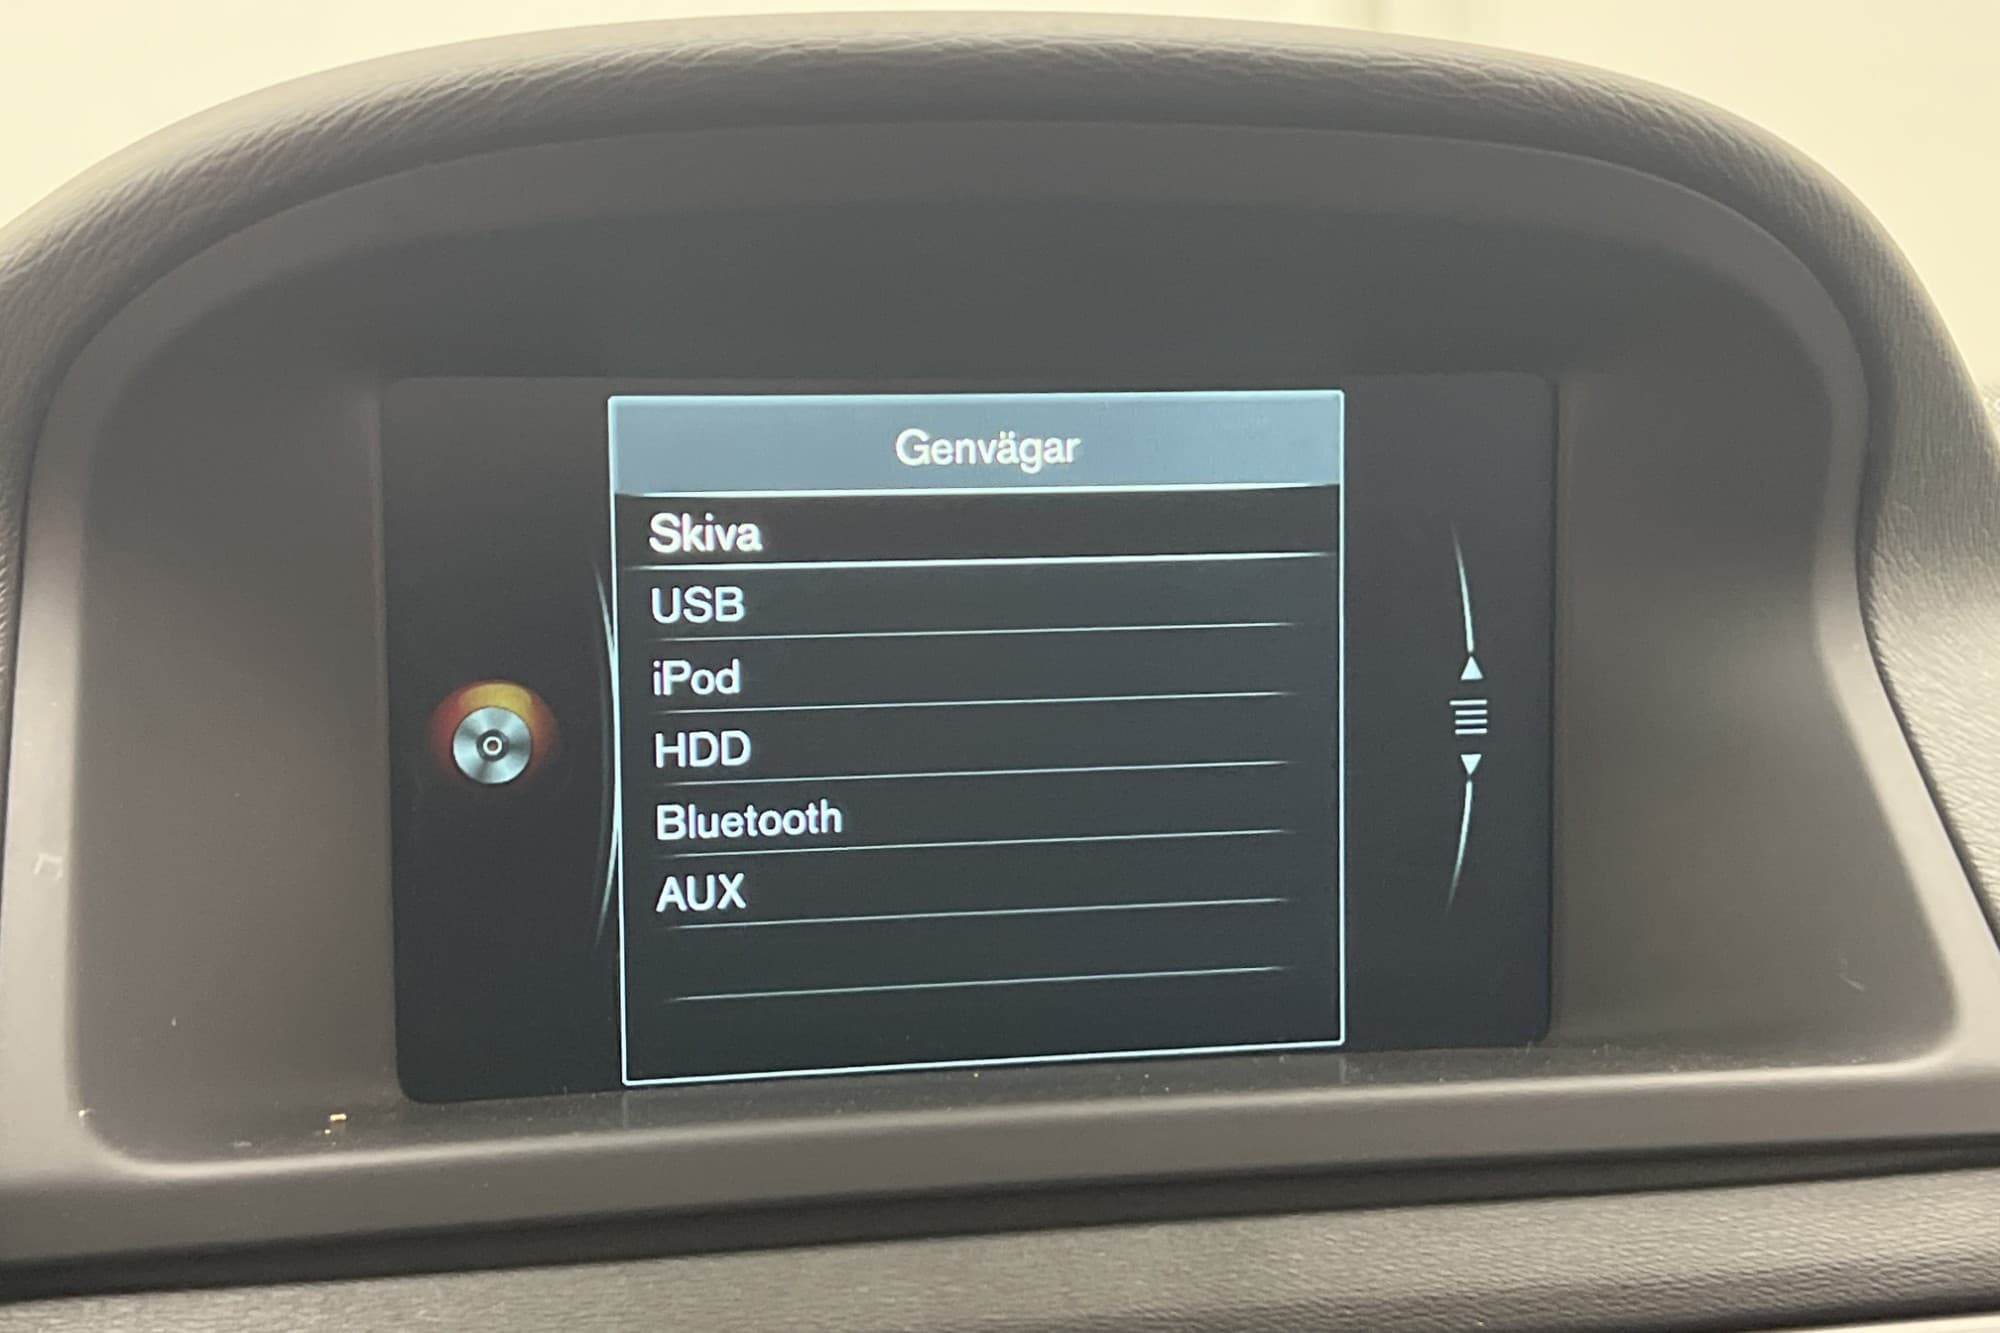 Genvägar
Skiva
USB
iPod
HDD
Bluetooth
AUX